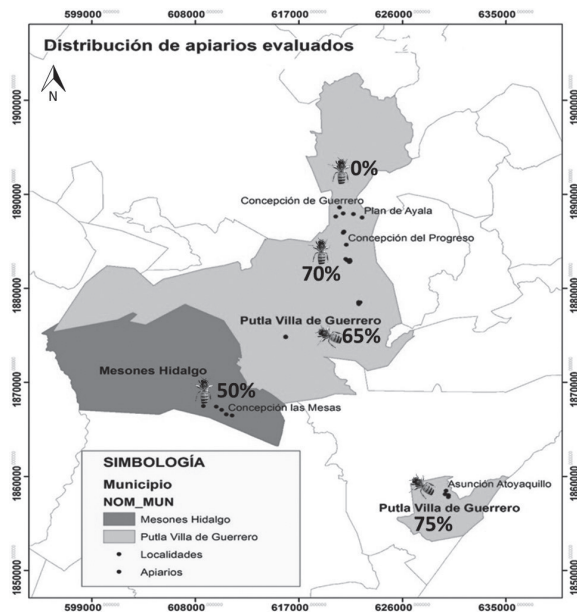 599000 608000 617000 626000 635000
Distribución de apiarios evaluados
N
1900000 1900000
0%
1890000 1890000
Concepción de Guerrero
Plan de Ayala
Concepción del Progreso
70%
1880000 1880000
Putla Villa de Guerrero
65%
Mesones Hidalgo
1870000 1870000
50%
Concepción las Mesas
SIMBOLOGÍA
Municipio
NOM_MUN
Mesones Hidalgo
Putla Villa de Guerrero
Localidades
Apiarios
1860000 1860000
Asunción Atoyaquillo
Putla Villa de Guerrero
75%
1850000 1850000
599000 608000 617000 626000 635000